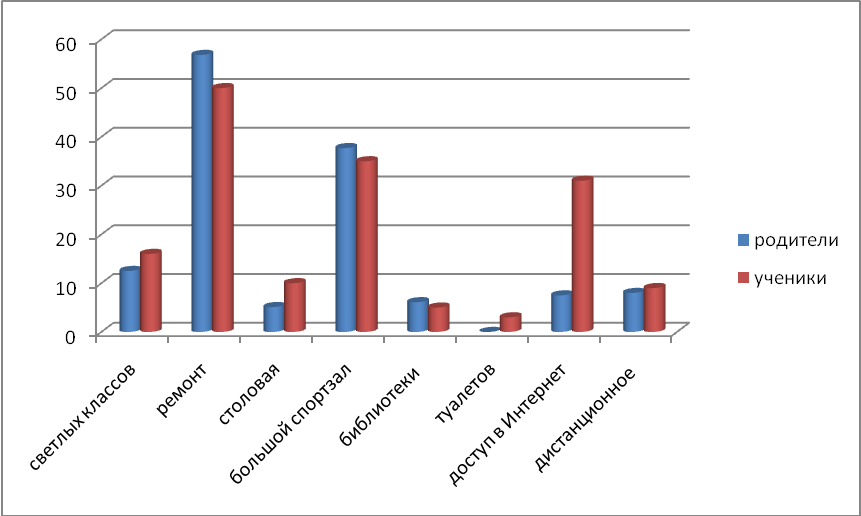 60
50
40
30
20
10
0
светлых классов
ремонт
столовая
большой спортзал
библиотеки
туалетов
доступ в Интернет
дистанционное
родители
ученики